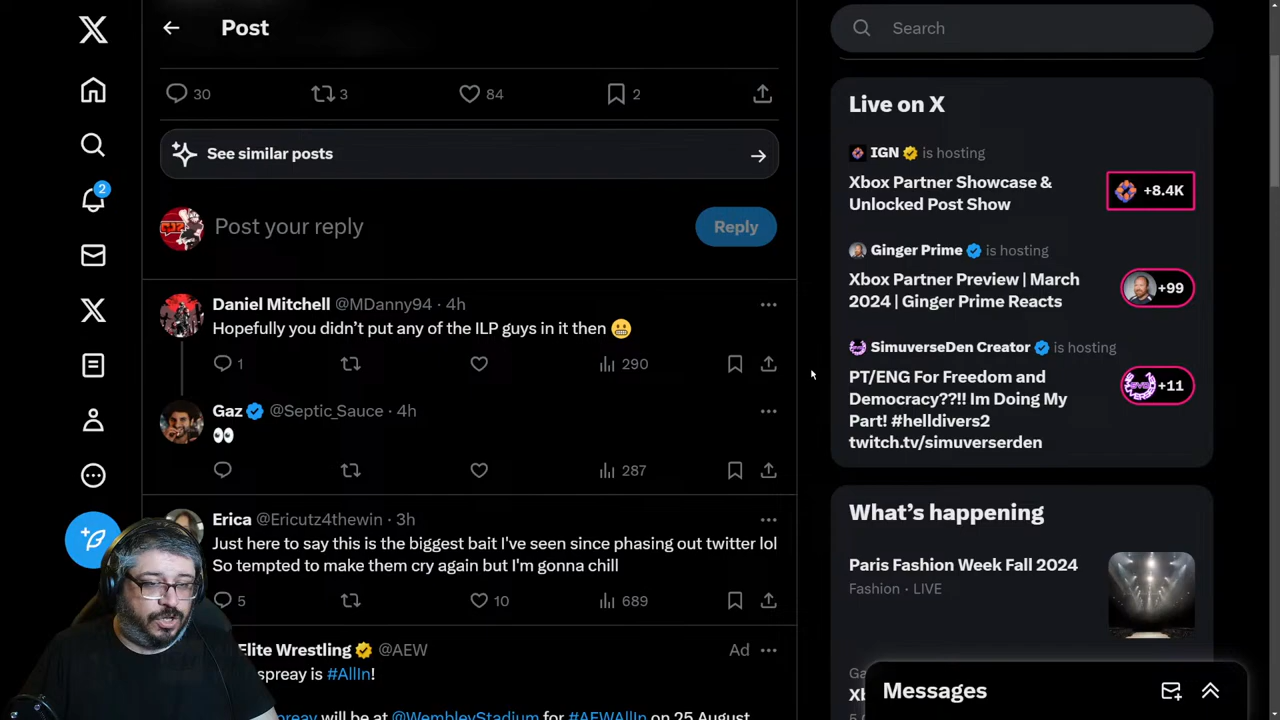 Post
30
3
84
2
See similar posts
Post your reply
Reply
Daniel Mitchell @MDanny94 · 4h
Hopefully you didn’t put any of the ILP guys in it then 😬
1
290
Gaz @Septic_Sauce · 4h
👀
287
Erica @Ericutz4thewin · 3h
Just here to say this is the biggest bait I've seen since phasing out twitter lol
So tempted to make them cry again but I'm gonna chill
5
10
689
Elite Wrestling @AEW
Ad
spreay is #AllIn!
spreay will be at @WembleyStadium for #AEWAllIn on 25 August
2
Search
Live on X
IGN is hosting
Xbox Partner Showcase &
Unlocked Post Show
+8.4K
Ginger Prime is hosting
Xbox Partner Preview | March
2024 | Ginger Prime Reacts
+99
SimuverseDen Creator is hosting
PT/ENG For Freedom and
Democracy??!! Im Doing My
Part! #helldivers2
twitch.tv/simuverserden
+11
What’s happening
Paris Fashion Week Fall 2024
Fashion · LIVE
Messages